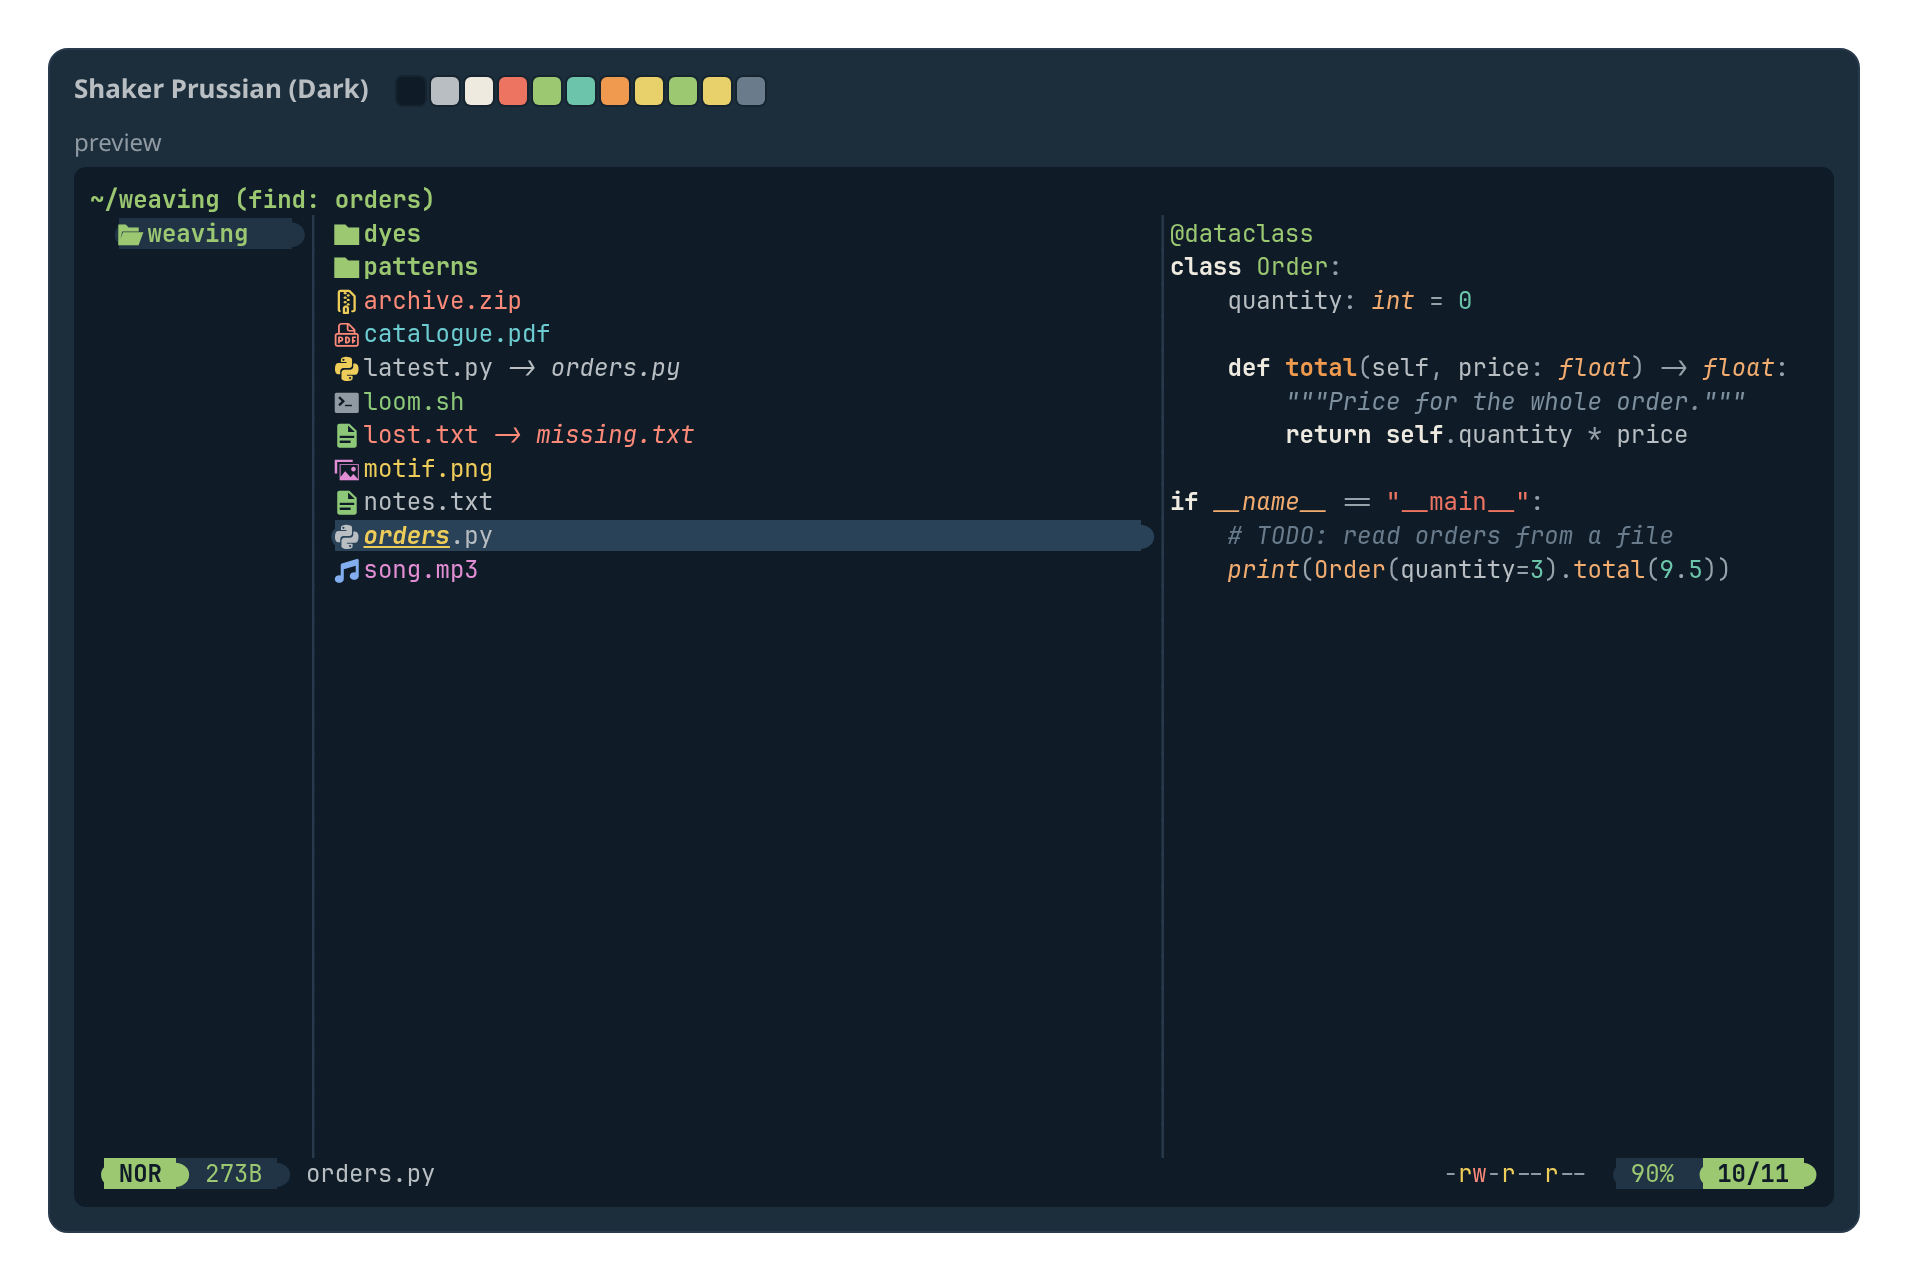 Shaker Prussian (Dark)
preview
~/weaving (find: orders)
weaving
dyes
patterns
archive.zip
catalogue.pdf
latest.py -> orders.py
loom.sh
lost.txt -> missing.txt
motif.png
notes.txt
orders.py
song.mp3
@dataclass
class Order:
    quantity: int = 0
    def total(self, price: float) -> float:
        """Price for the whole order."""
        return self.quantity * price
if __name__ == "__main__":
    # TODO: read orders from a file
    print(Order(quantity=3).total(9.5))
NOR 273B orders.py
-rw-r--r-- 90% 10/11